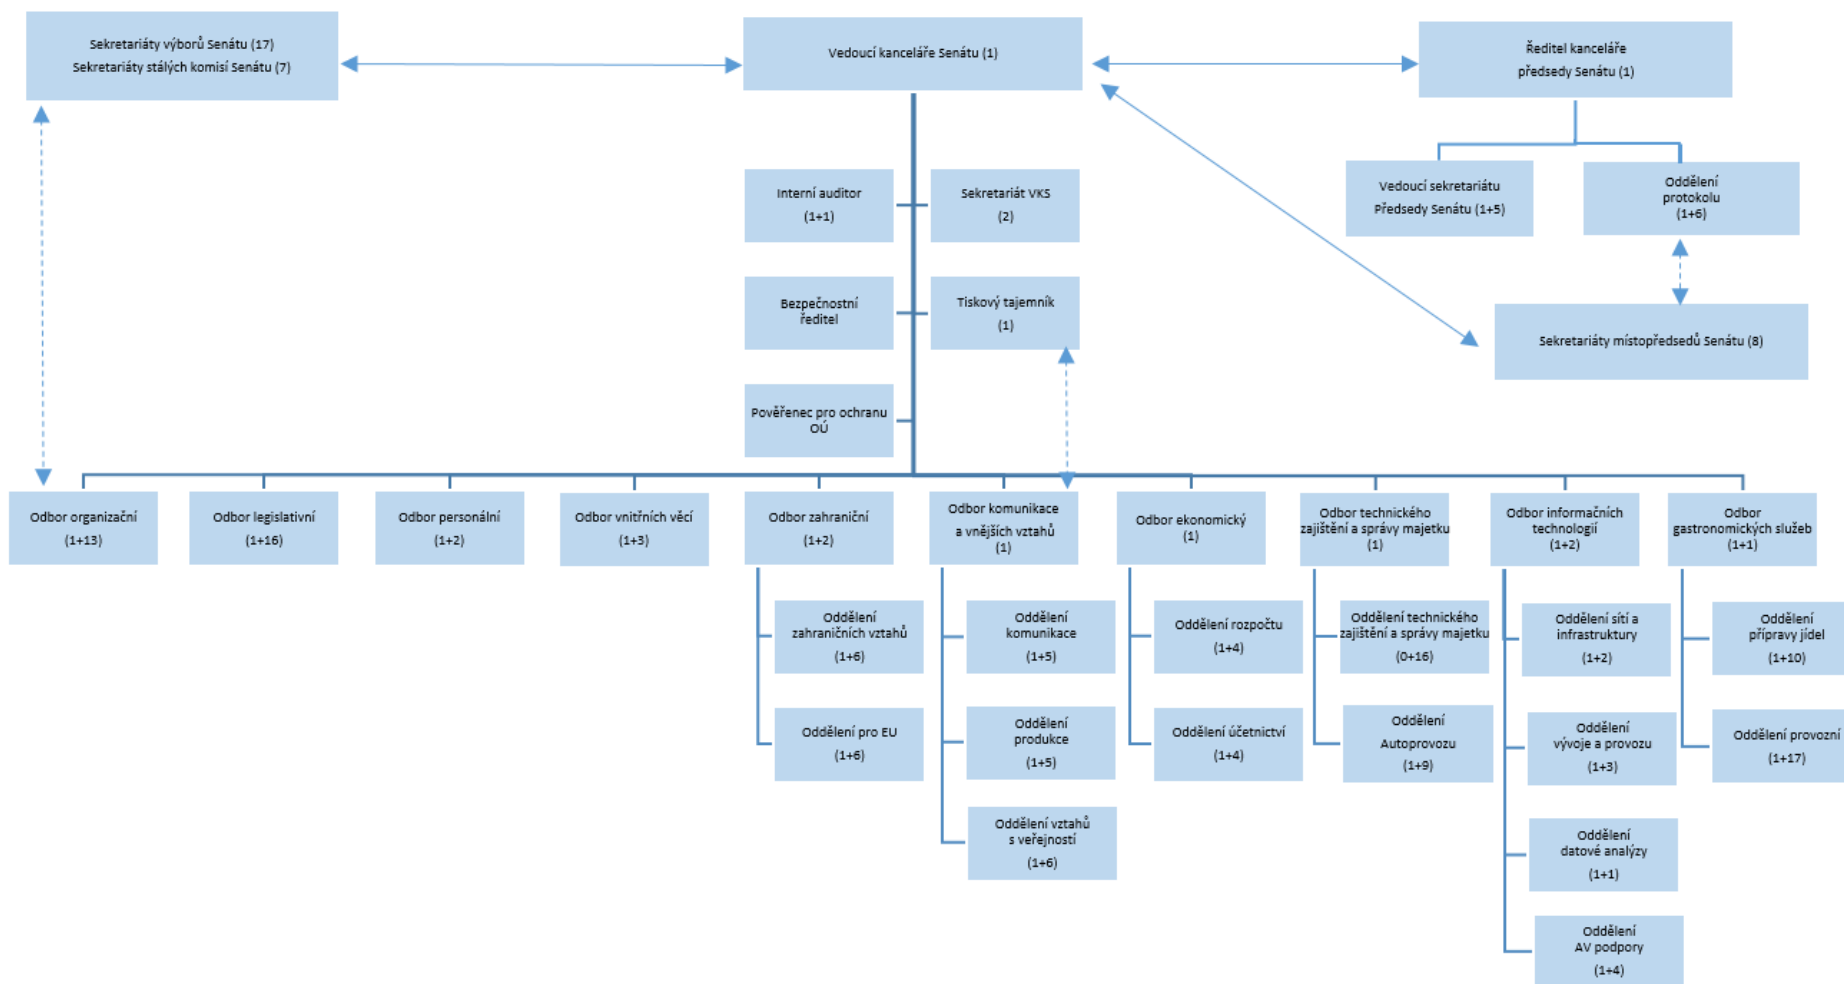 Sekretariáty výborů Senátu (17)
Sekretariáty stálých komisí Senátu (7)
Vedoucí kanceláře Senátu (1)
Ředitel kanceláře
předsedy Senátu (1)
Interní auditor
(1+1)
Sekretariát VKS
(2)
Vedoucí sekretariátu
Předsedy Senátu (1+5)
Oddělení
protokolu
(1+6)
Bezpečnostní
ředitel
Tiskový tajemník
(1)
Sekretariáty místopředsedů Senátu (8)
Pověřenec pro ochranu
OÚ
Odbor organizační
(1+13)
Odbor legislativní
(1+16)
Odbor personální
(1+2)
Odbor vnitřních věcí
(1+3)
Odbor zahraniční
(1+2)
Odbor komunikace
a vnějších vztahů
(1)
Odbor ekonomický
(1)
Odbor technického
zajištění a správy majetku
(1)
Odbor informačních
technologií
(1+2)
Odbor
gastronomických služeb
(1+1)
Oddělení
zahraničních vztahů
(1+6)
Oddělení
komunikace
(1+5)
Oddělení rozpočtu
(1+4)
Oddělení technického
zajištění a správy majetku
(0+16)
Oddělení sítí a
infrastruktury
(1+2)
Oddělení
přípravy jídel
(1+10)
Oddělení pro EU
(1+6)
Oddělení
produkce
(1+5)
Oddělení účetnictví
(1+4)
Oddělení
Autoprovozu
(1+9)
Oddělení
vývoje a provozu
(1+3)
Oddělení provozní
(1+17)
Oddělení vztahů
s veřejností
(1+6)
Oddělení
datové analýzy
(1+1)
Oddělení
AV podpory
(1+4)